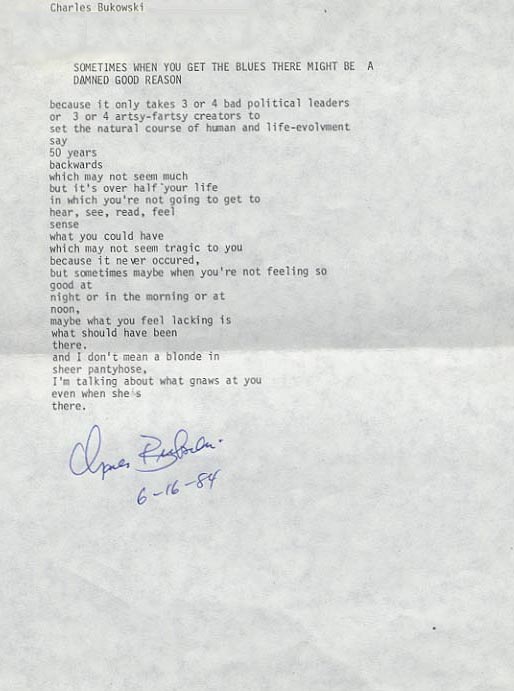 Charles Bukowski
SOMETIMES WHEN YOU GET THE BLUES THERE MIGHT BE A
DAMNED GOOD REASON
because it only takes 3 or 4 bad political leaders
or 3 or 4 artsy-fartsy creators to
set the natural course of human and life-evolvment
say
50 years
backwards
which may not seem much
but it's over half your life
in which you're not going to get to
hear, see, read, feel
sense
what you could have
which may not seem tragic to you
because it never occured,
but sometimes maybe when you're not feeling so
good at
night or in the morning or at
noon,
maybe what you feel lacking is
what should have been
there.
and I don't mean a blonde in
sheer pantyhose,
I'm talking about what gnaws at you
even when she's
there.
Charles Bukowski.
6-16-84